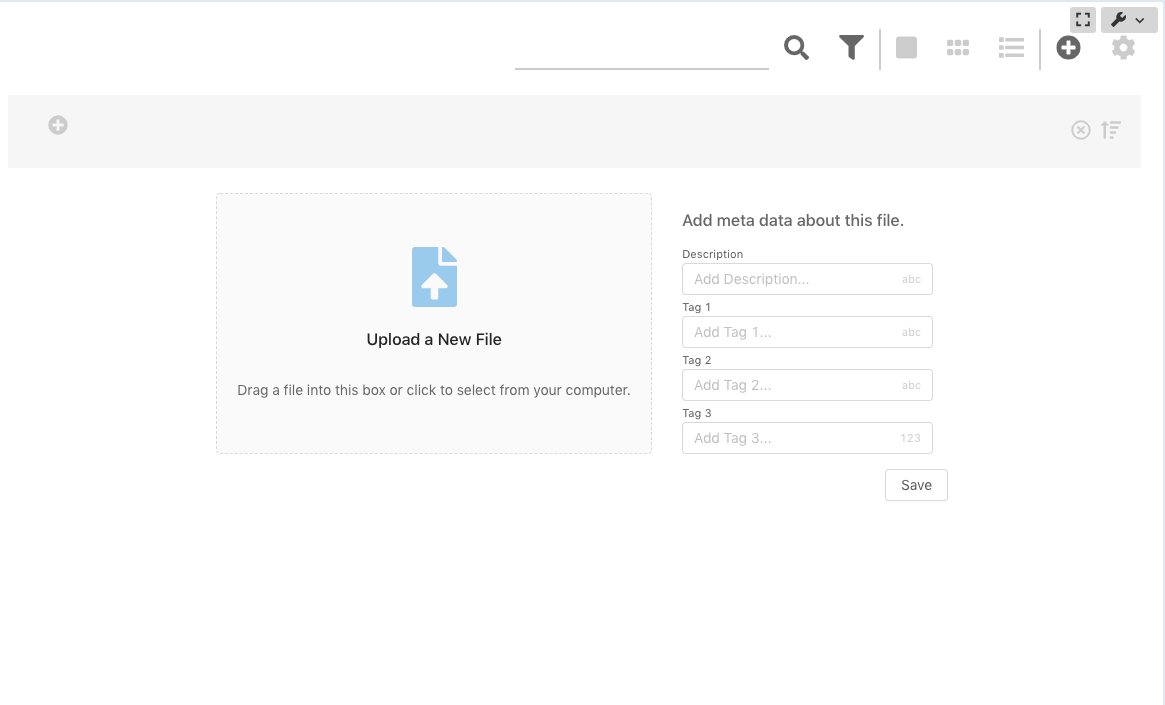 Upload a New File
Drag a file into this box or click to select from your computer.
Add meta data about this file.
Description
Add Description... abc
Tag 1
Add Tag 1... abc
Tag 2
Add Tag 2... abc
Tag 3
Add Tag 3... 123
Save